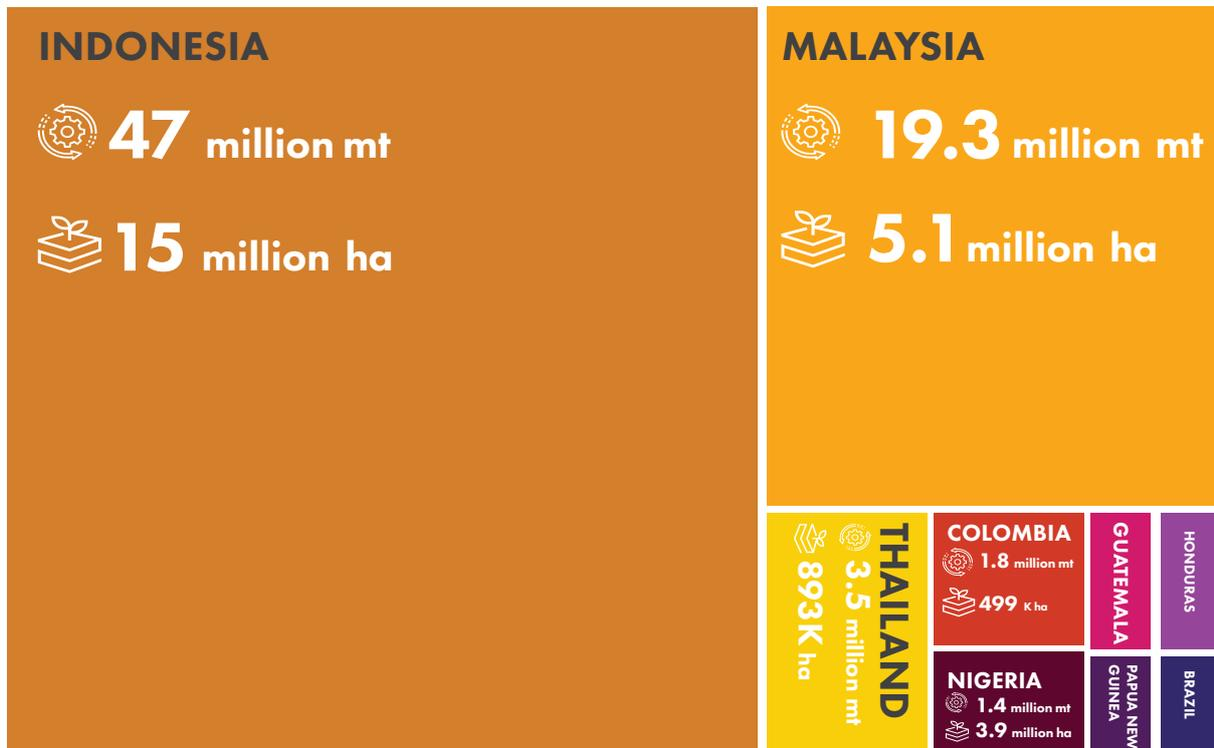 INDONESIA
47 million mt
15 million ha
MALAYSIA
19.3 million mt
5.1 million ha
THAILAND
3.5 million mt
893K ha
COLOMBIA
1.8 million mt
499 K ha
NIGERIA
1.4 million mt
3.9 million ha
GUATEMALA
HONDURAS
PAPUA NEW
GUINEA
BRAZIL